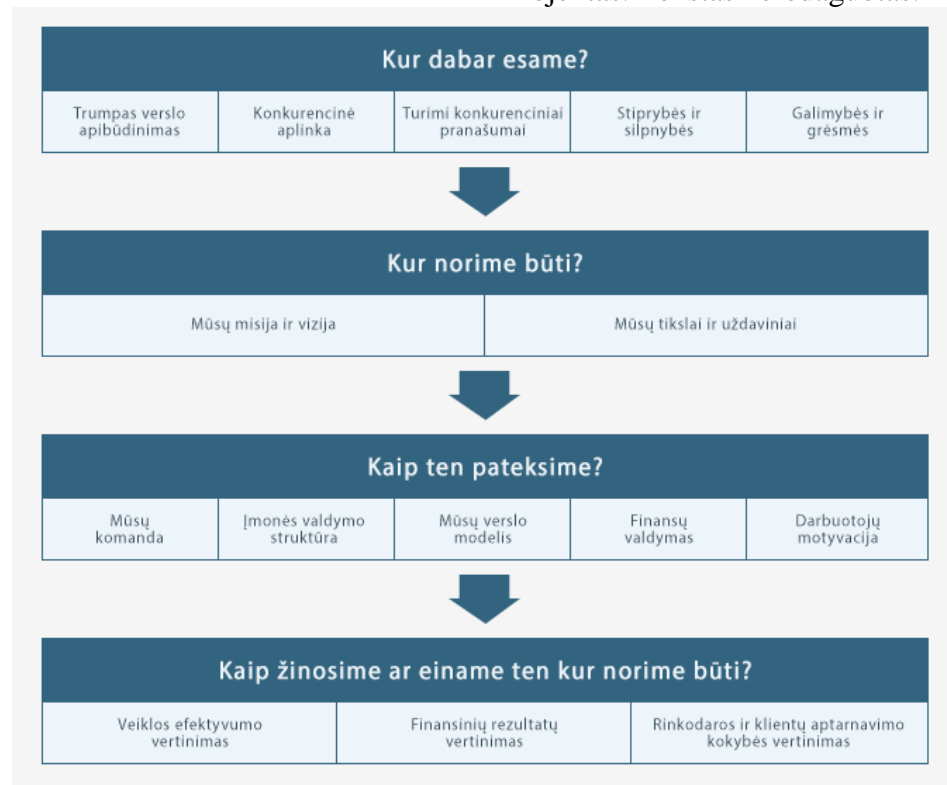 Kur dabar esame?
Trumpas verslo
apibūdinimas
Konkurencinė
aplinka
Turimi konkurenciniai
pranašumai
Stiprybės ir
silpnybės
Galimybės ir
grėsmės
Kur norime būti?
Mūsų misija ir vizija
Mūsų tikslai ir uždaviniai
Kaip ten pateksime?
Mūsų
komanda
Įmonės valdymo
struktūra
Mūsų verslo
modelis
Finansų
valdymas
Darbuotojų
motyvacija
Kaip žinosime ar einame ten kur norime būti?
Veiklos efektyvumo
vertinimas
Finansinių rezultatų
vertinimas
Rinkodaros ir klientų aptarnavimo
kokybės vertinimas